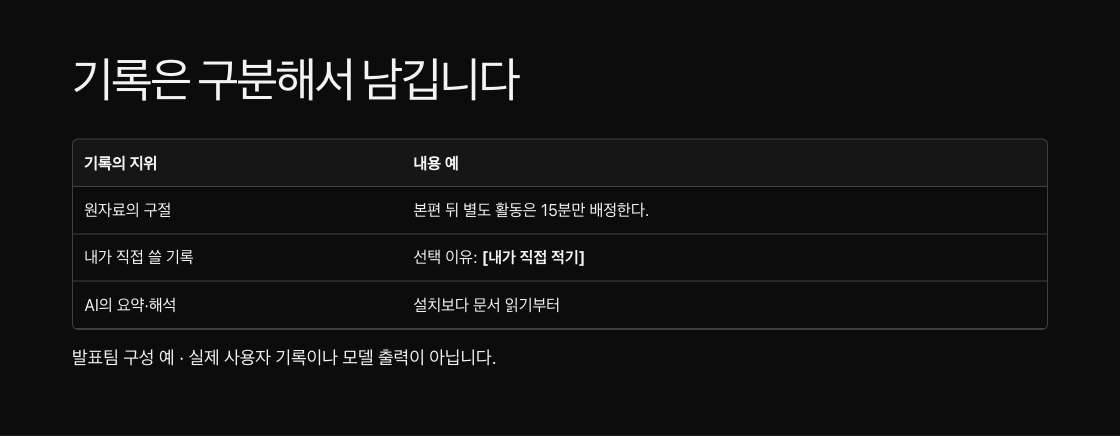 기록은 구분해서 남깁니다
기록의 지위 내용 예
원자료의 구절 본편 뒤 별도 활동은 15분만 배정한다.
내가 직접 쓸 기록 선택 이유: [내가 직접 적기]
AI의 요약·해석 설치보다 문서 읽기부터
발표팀 구성 예 · 실제 사용자 기록이나 모델 출력이 아닙니다.